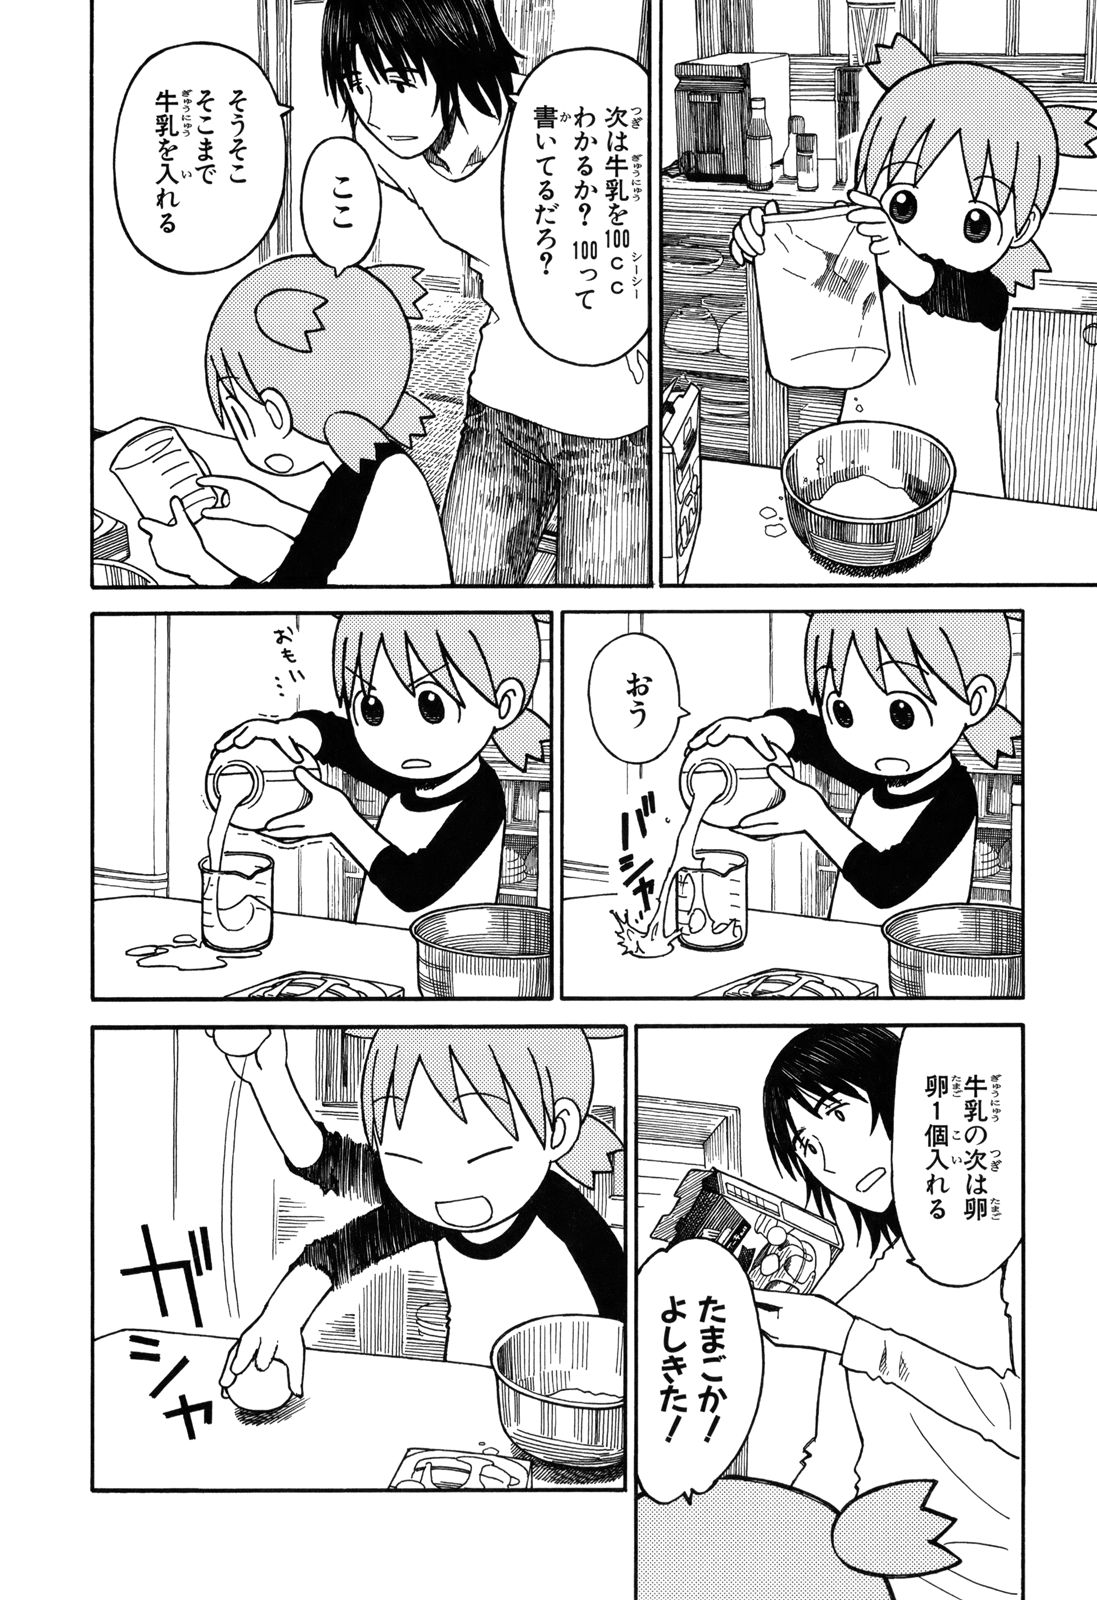 次は牛乳を100cc
わかるか?100って
書いてるだろ?
ここ
そうそこ
そこまで
牛乳を入れる
おう
バシャ
おもい…
牛乳の次は卵
卵1個入れる
たまごか!
よしきた!
ガシャ